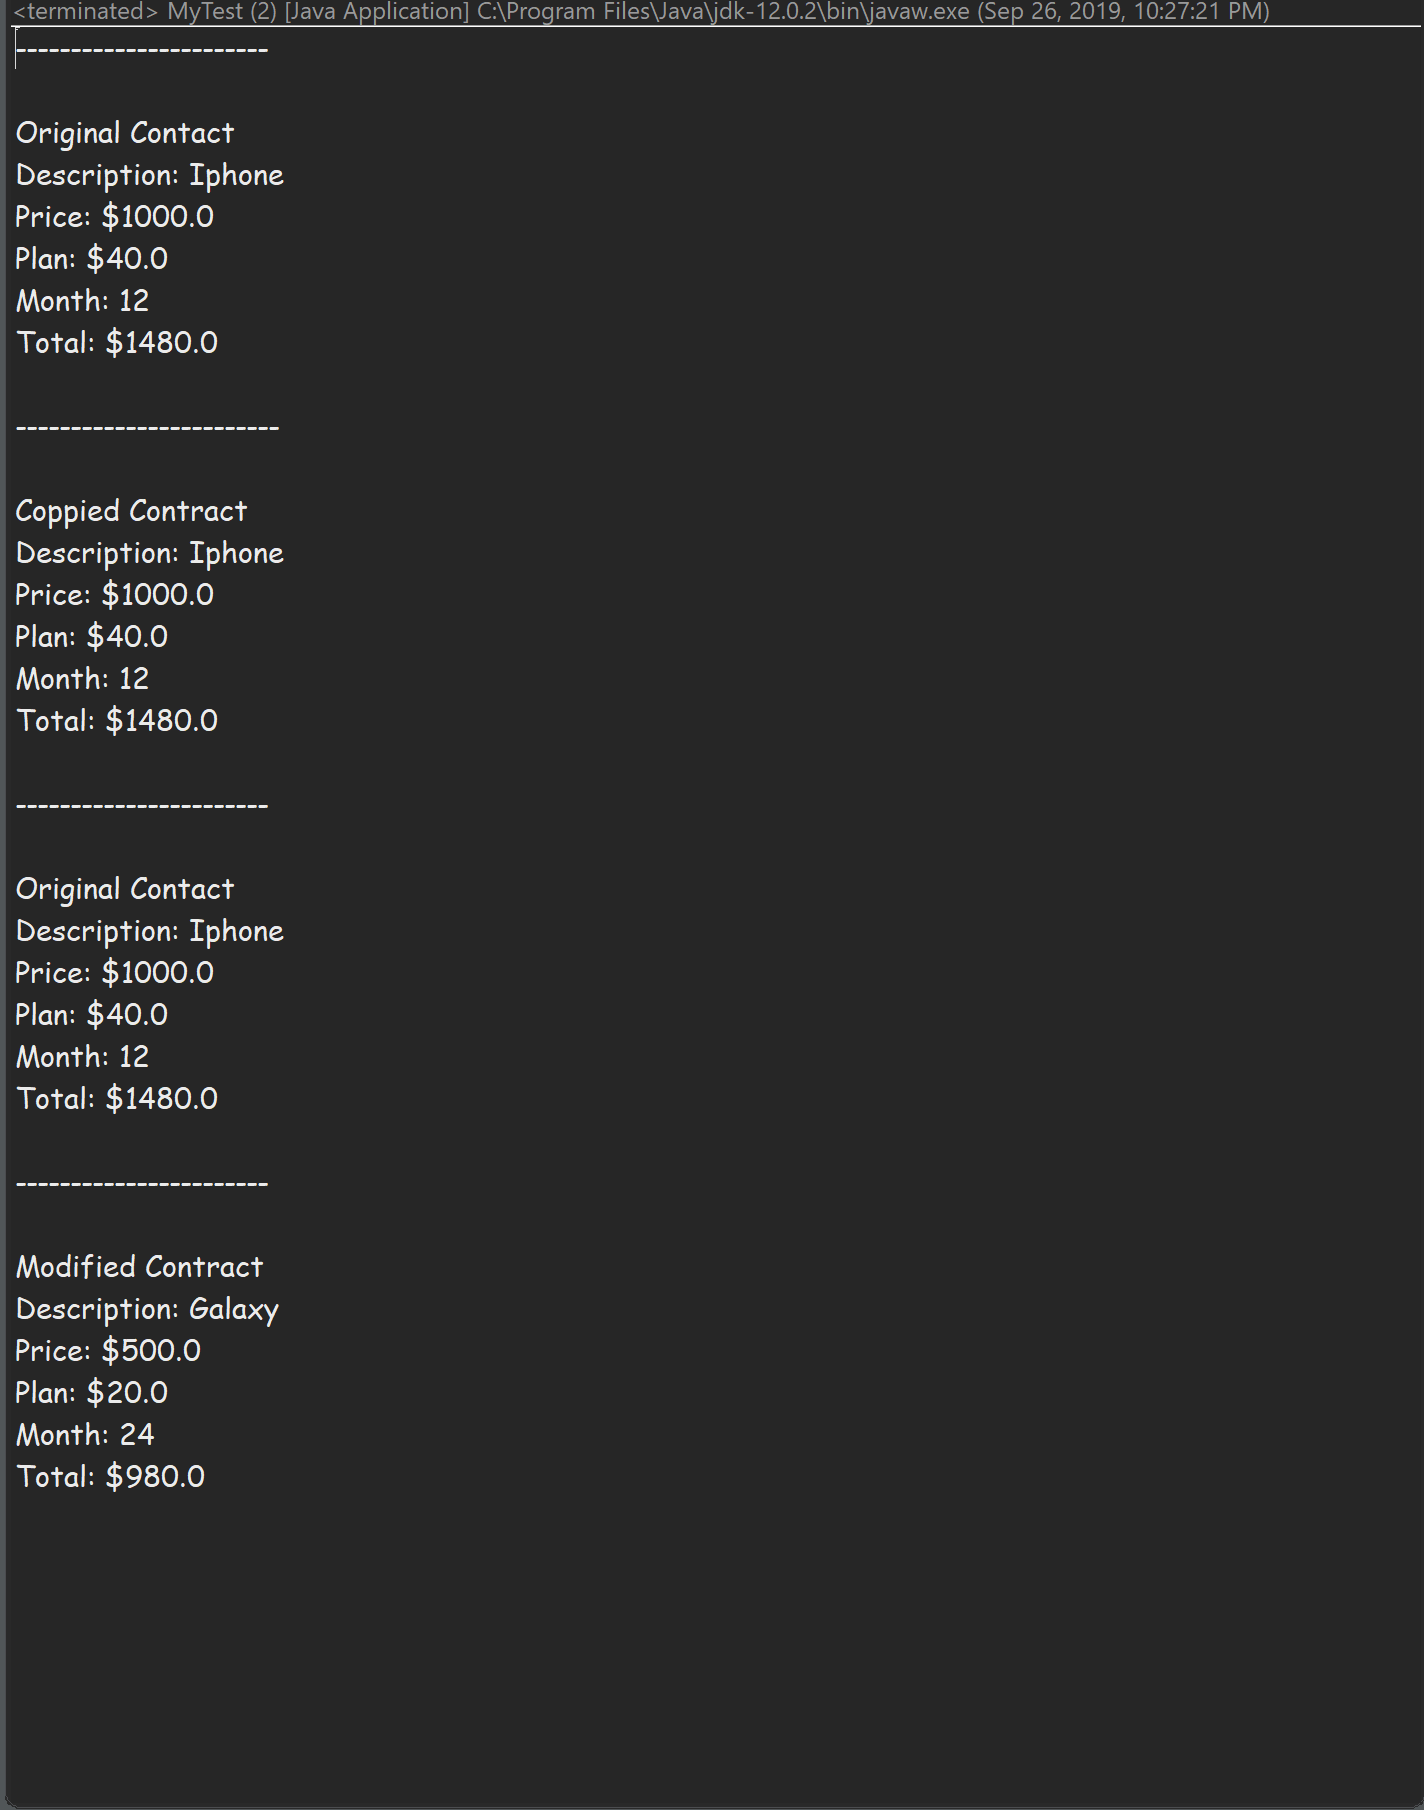 <terminated> MyTest (2) [Java Application] C:\Program Files\Java\jdk-12.0.2\bin\javaw.exe (Sep 26, 2019, 10:27:21 PM)
-----------------------
Original Contact
Description: Iphone
Price: $1000.0
Plan: $40.0
Month: 12
Total: $1480.0
------------------------
Coppied Contract
Description: Iphone
Price: $1000.0
Plan: $40.0
Month: 12
Total: $1480.0
-----------------------
Original Contact
Description: Iphone
Price: $1000.0
Plan: $40.0
Month: 12
Total: $1480.0
-----------------------
Modified Contract
Description: Galaxy
Price: $500.0
Plan: $20.0
Month: 24
Total: $980.0